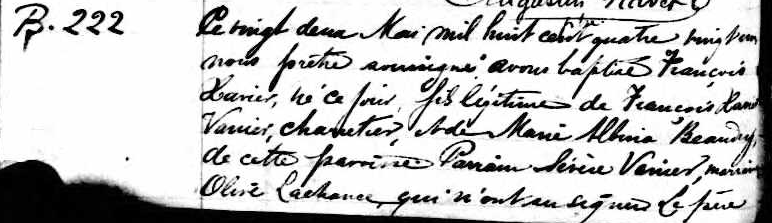 B. 222
Le vingt deux Mai mil huit cent quatre vingt un
nous prêtre soussigné avons baptisé François
Xavier, né ce jour, fils légitime de François Xavier
Vanier, charretier, et de Marie Albina Beaudry,
de cette paroisse Parrain Sévère Vanier, marraine
Olive Lachance qui n'ont su signer Le père